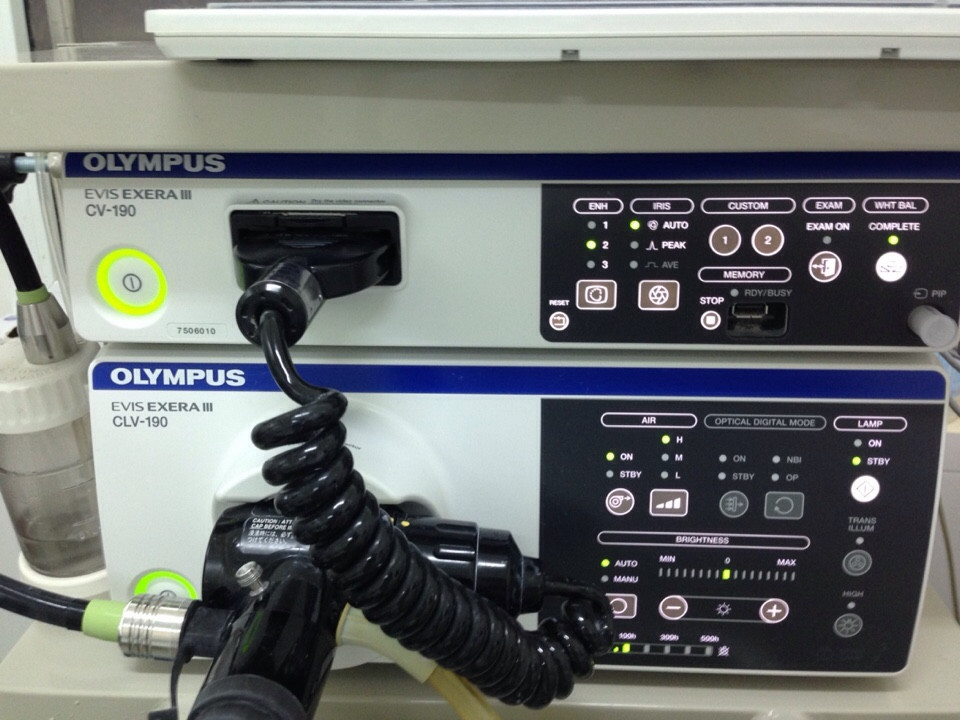 OLYMPUS
EVIS EXERA III
CV-190
CAUTION
7506010
ENH
1
2
3
IRIS
AUTO
PEAK
AVE
CUSTOM
1 2
EXAM
EXAM ON
WHT BAL
COMPLETE
MEMORY
RDY/BUSY
RESET
STOP
PIP
OLYMPUS
EVIS EXERA III
CLV-190
CAUTION : ATT
CAP BEFORE
AIR
H
ON M
STBY L
OPTICAL DIGITAL MODE
ON NBI
STBY OP
LAMP
ON
STBY
TRANS
ILLUM
HIGH
BRIGHTNESS
AUTO
MANU
MIN 0 MAX